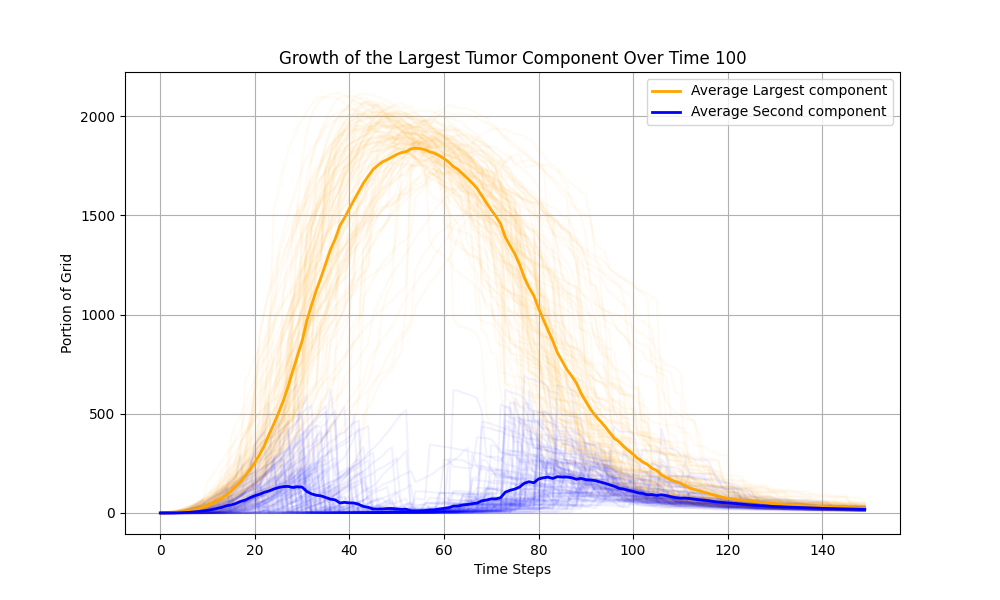 Growth of the Largest Tumor Component Over Time 100
Average Largest component
Average Second component
Portion of Grid
2000
1500
1000
500
0
0 20 40 60 80 100 120 140
Time Steps